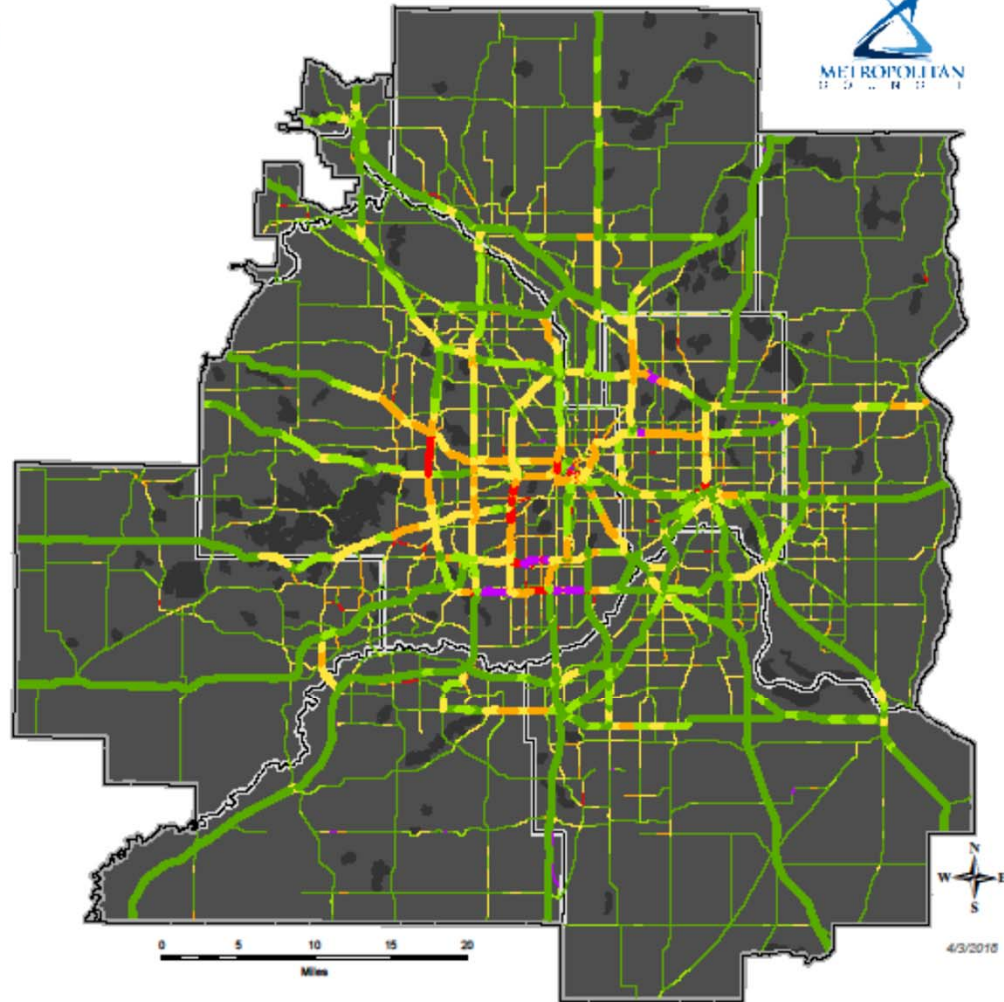 METROPOLITAN
C O U N C I L
N
W E
S
0 5 10 15 20
Miles
4/3/2018